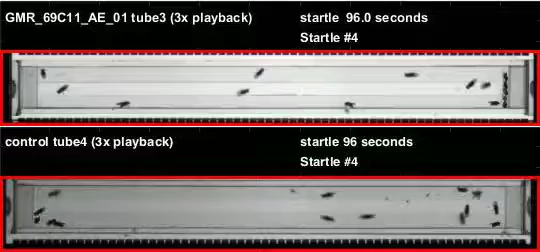 GMR_69C11_AE_01 tube3 (3x playback)
startle 96.0 seconds
Startle #4
control tube4 (3x playback)
startle 96 seconds
Startle #4